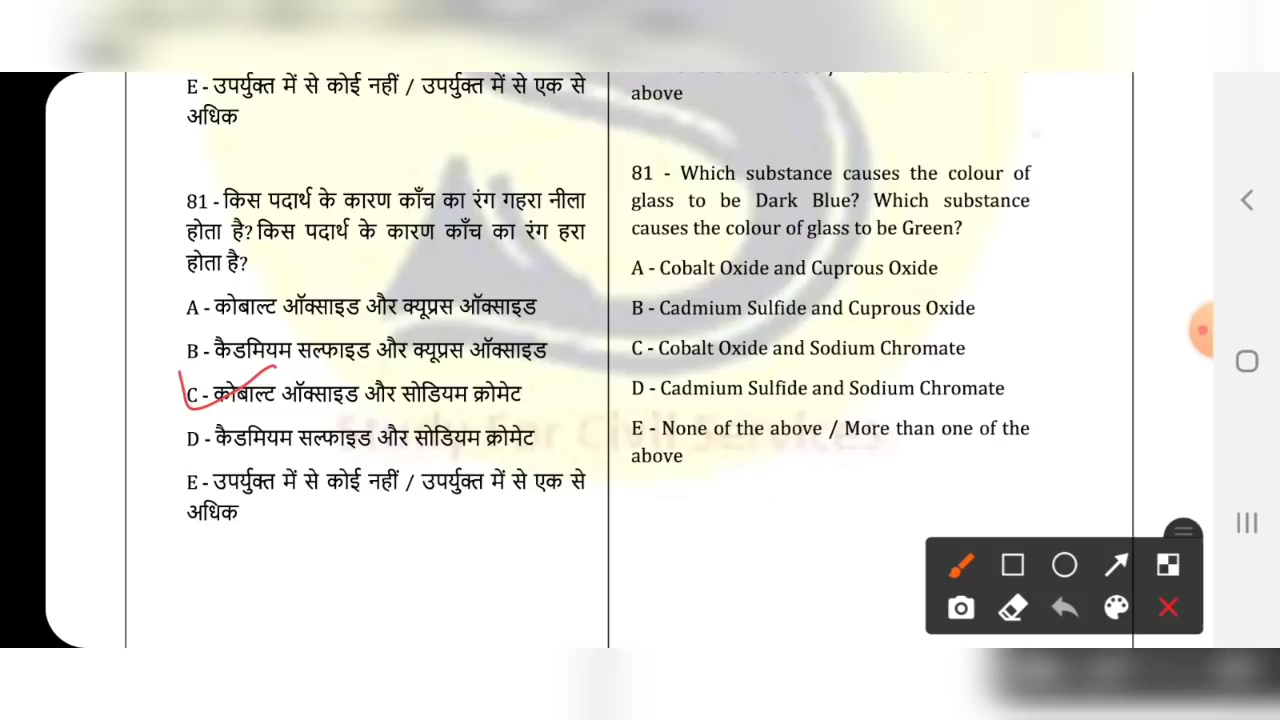 E - उपर्युक्त में से कोई नहीं / उपर्युक्त में से एक से
अधिक
81 - किस पदार्थ के कारण काँच का रंग गहरा नीला
होता है? किस पदार्थ के कारण काँच का रंग हरा
होता है?
A - कोबाल्ट ऑक्साइड और क्यूप्रस ऑक्साइड
B - कैडमियम सल्फाइड और क्यूप्रस ऑक्साइड
C - कोबाल्ट ऑक्साइड और सोडियम क्रोमेट
D - कैडमियम सल्फाइड और सोडियम क्रोमेट
E - उपर्युक्त में से कोई नहीं / उपर्युक्त में से एक से
अधिक
above
81 - Which substance causes the colour of
glass to be Dark Blue? Which substance
causes the colour of glass to be Green?
A - Cobalt Oxide and Cuprous Oxide
B - Cadmium Sulfide and Cuprous Oxide
C - Cobalt Oxide and Sodium Chromate
D - Cadmium Sulfide and Sodium Chromate
E - None of the above / More than one of the
above
Study For Civil Services